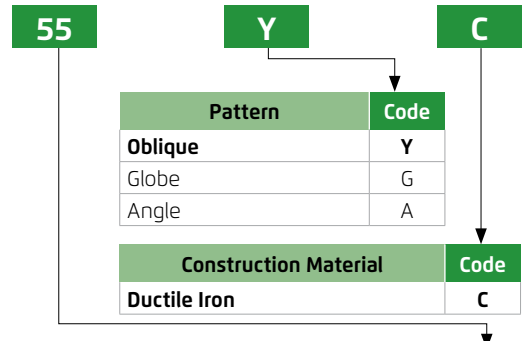 55 Y C
Pattern Code
Oblique Y
Globe G
Angle A
Construction Material Code
Ductile Iron C